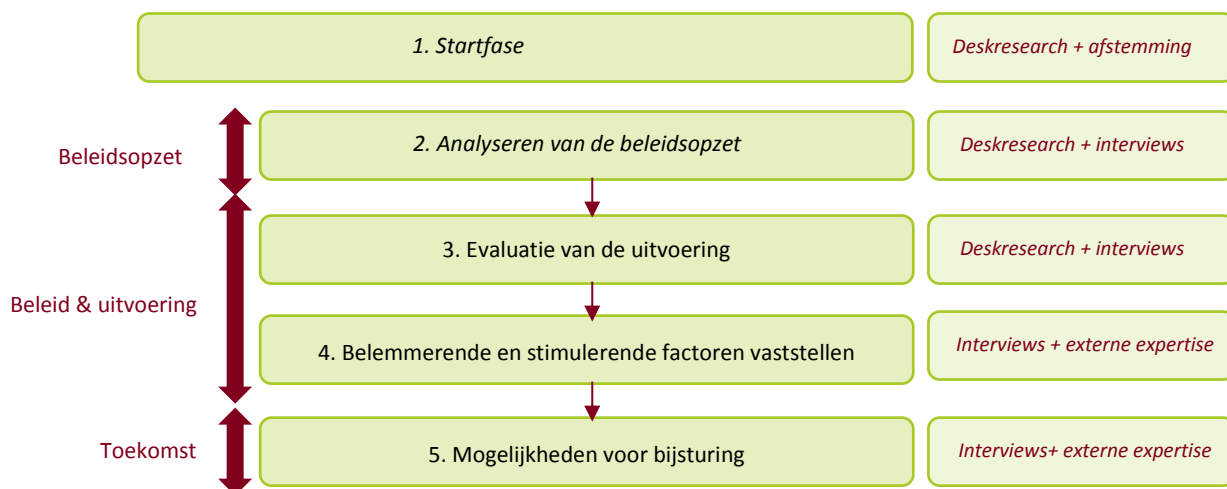 1. Startfase
Deskresearch + afstemming
Beleidsopzet
2. Analyseren van de beleidsopzet
Deskresearch + interviews
Beleid & uitvoering
3. Evaluatie van de uitvoering
Deskresearch + interviews
4. Belemmerende en stimulerende factoren vaststellen
Interviews + externe expertise
Toekomst
5. Mogelijkheden voor bijsturing
Interviews+ externe expertise